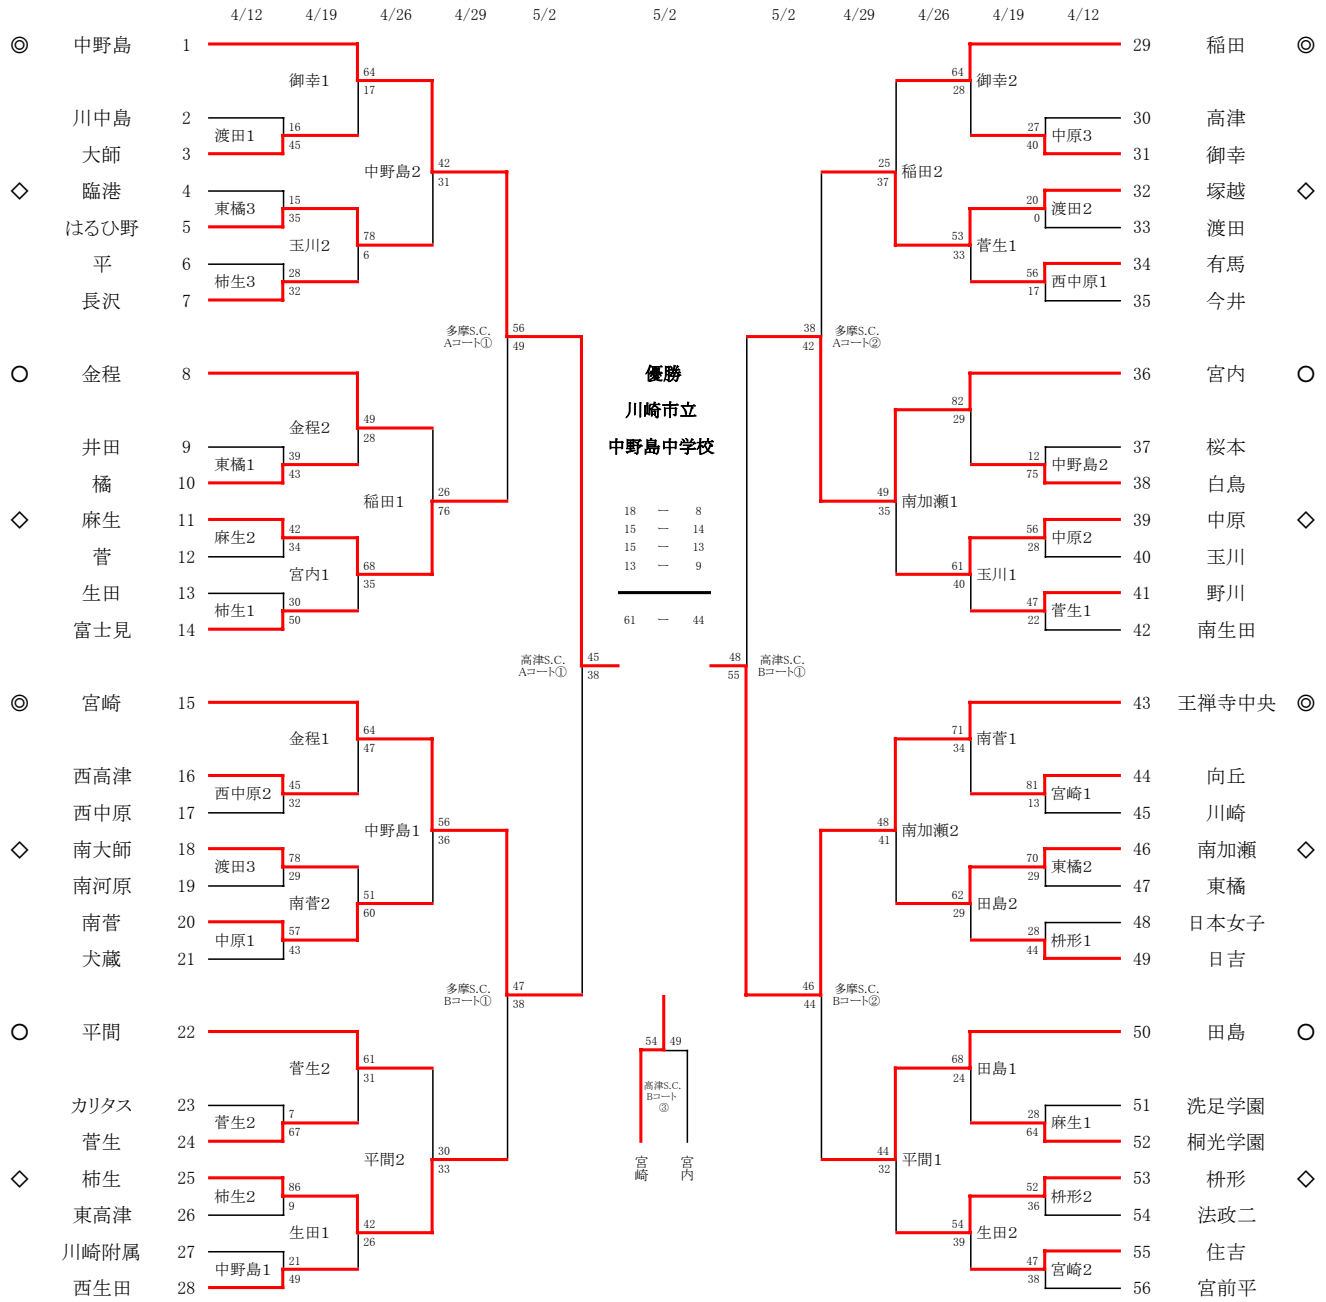 4/12 4/19 4/26 4/29 5/2 5/2 5/2 4/29 4/26 4/19 4/12
◎ 中野島 1
御幸1 64 17
川中島 2
渡田1 16 45
大師 3
中野島2 42 31
◇ 臨港 4
東橘3 15 35
はるひ野 5
玉川2 78 6
平 6
柿生3 28 32
長沢 7
多摩S.C. Aコート① 56 49
○ 金程 8
金程2 49 28
井田 9
東橘1 39 43
橘 10
稲田1 26 76
◇ 麻生 11
麻生2 42 34
菅 12
宮内1 68 35
生田 13
柿生1 30 50
富士見 14
高津S.C. Aコート① 45 38
◎ 宮崎 15
金程1 64 47
西高津 16
西中原2 45 32
西中原 17
中野島1 56 36
◇ 南大師 18
渡田3 78 29
南河原 19
南菅2 51 60
南菅 20
中原1 57 43
犬蔵 21
多摩S.C. Bコート① 47 38
○ 平間 22
菅生2 61 31
カリタス 23
菅生2 7 67
菅生 24
平間2 30 33
◇ 柿生 25
柿生2 86 9
東高津 26
生田1 42 26
川崎附属 27
中野島1 21 49
西生田 28
優勝
川崎市立
中野島中学校
18 ー 8
15 ー 14
15 ー 13
13 ー 9
61 ー 44
54 49
高津S.C.
Bコート
③
宮崎
宮内
29 稲田 ◎
64 28 御幸2
30 高津
27 40 中原3
31 御幸
25 37 稲田2
32 塚越 ◇
20 0 渡田2
33 渡田
53 33 菅生1
34 有馬
56 17 西中原1
35 今井
38 42 多摩S.C. Aコート②
36 宮内 ○
82 29
37 桜本
12 75 中野島2
38 白鳥
49 35 南加瀬1
39 中原 ◇
56 28 中原2
40 玉川
61 40 玉川1
41 野川
47 22 菅生1
42 南生田
48 55 高津S.C. Bコート①
43 王禅寺中央 ◎
71 34 南菅1
44 向丘
81 13 宮崎1
45 川崎
48 41 南加瀬2
46 南加瀬 ◇
70 29 東橘2
47 東橘
62 29 田島2
48 日本女子
28 44 枡形1
49 日吉
46 44 多摩S.C. Bコート②
50 田島 ○
68 24 田島1
51 洗足学園
28 64 麻生1
52 桐光学園
44 32 平間1
53 枡形 ◇
52 36 枡形2
54 法政二
54 39 生田2
55 住吉
47 38 宮崎2
56 宮前平